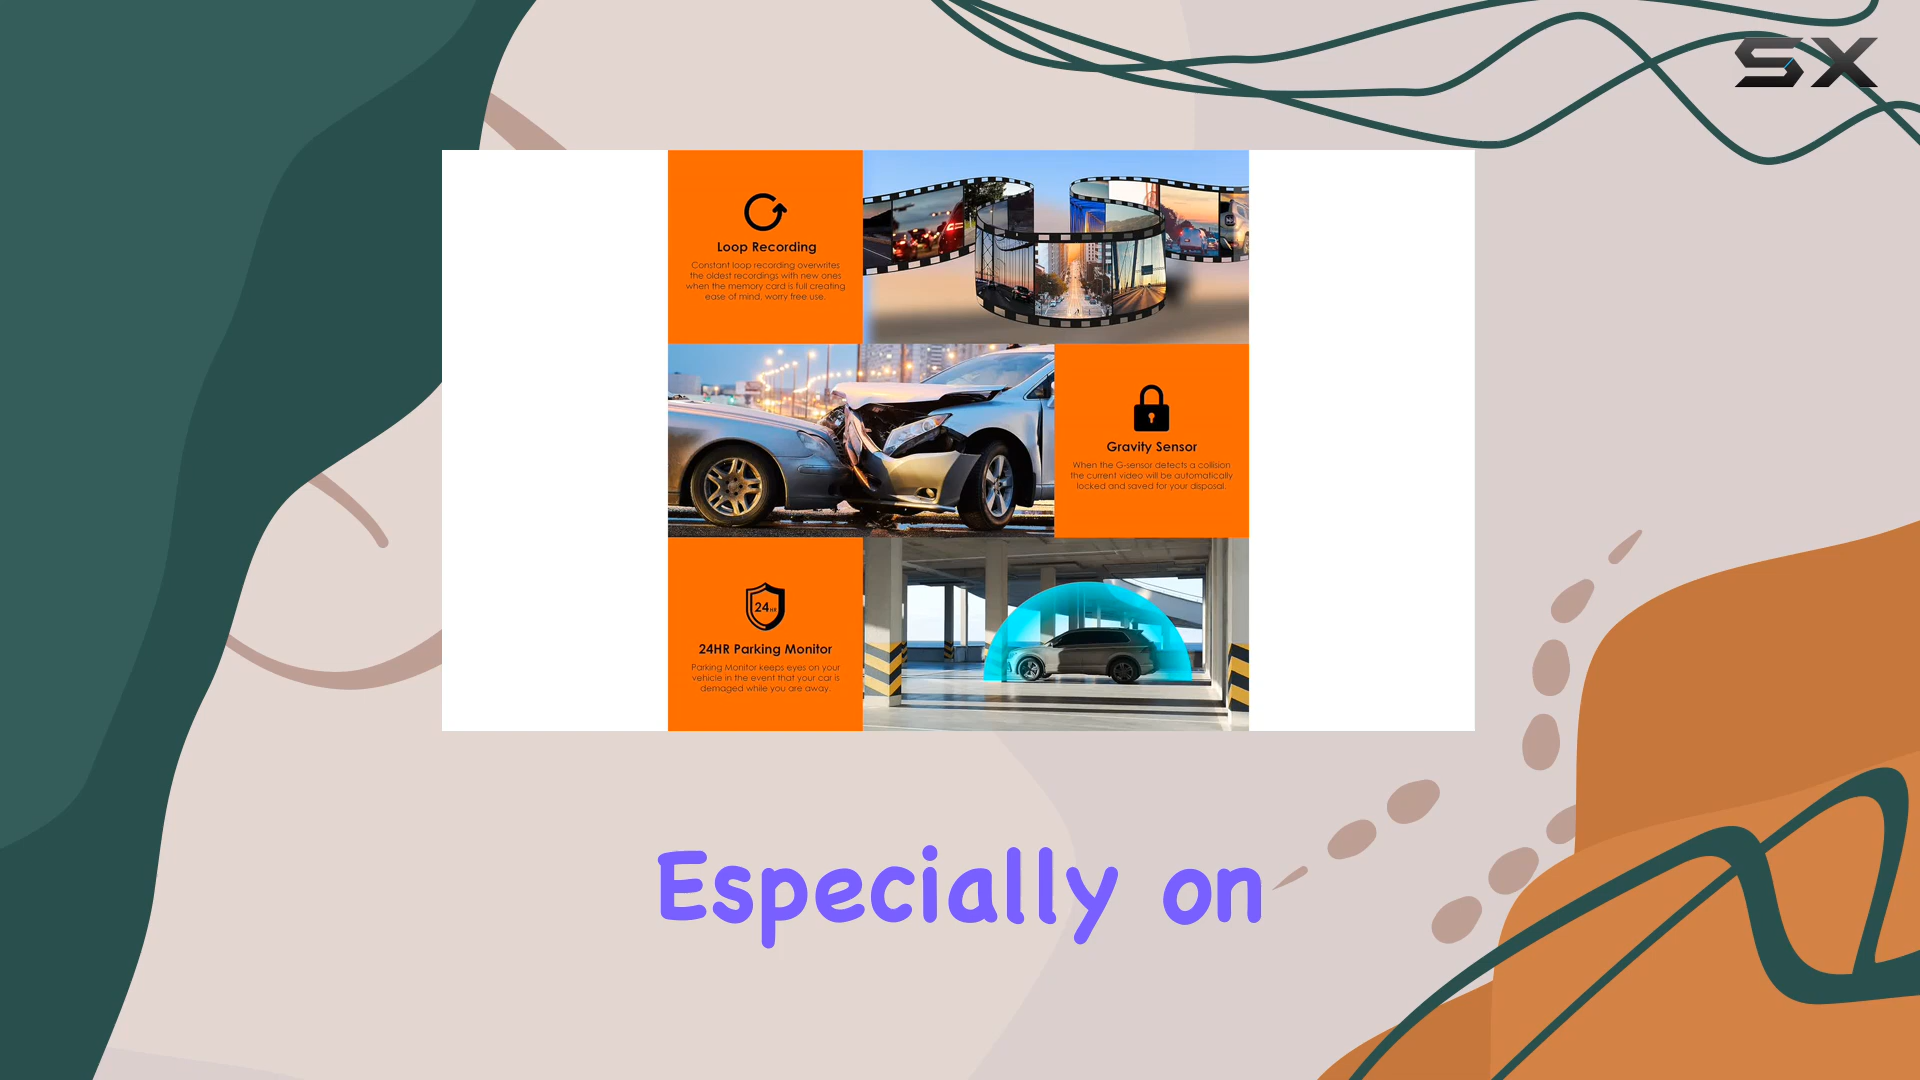 SX
Loop Recording
Constant loop recording overwrites
the oldest recordings with new ones
when the memory card is full creating
ease of mind, worry free use.
Gravity Sensor
When the G-sensor detects a collision
the current video will be automatically
locked and saved for your disposal.
24HR
24HR Parking Monitor
Parking Monitor keeps eyes on your
vehicle in the event that your car is
demaged while you are away.
Especially on